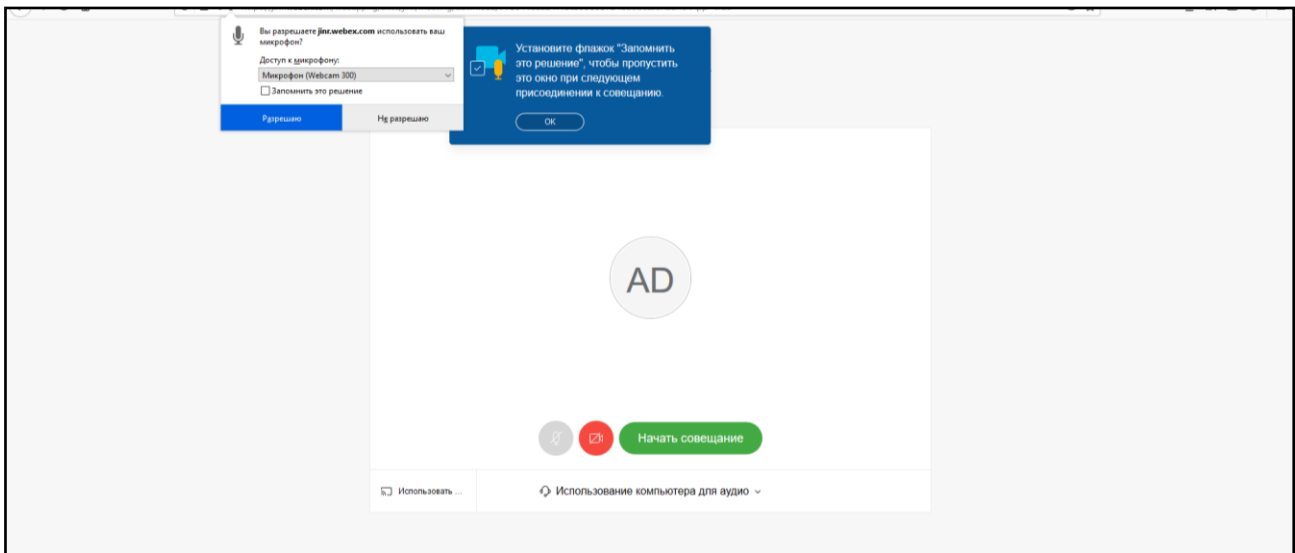 Вы разрешаете jinr.webex.com использовать ваш
микрофон?
Доступ к микрофону:
Микрофон (Webcam 300)
Запомнить это решение
Разрешаю
Не разрешаю
Установите флажок "Запомнить
это решение", чтобы пропустить
это окно при следующем
присоединении к совещанию.
ОК
AD
Начать совещание
Использовать ...
Использование компьютера для аудио